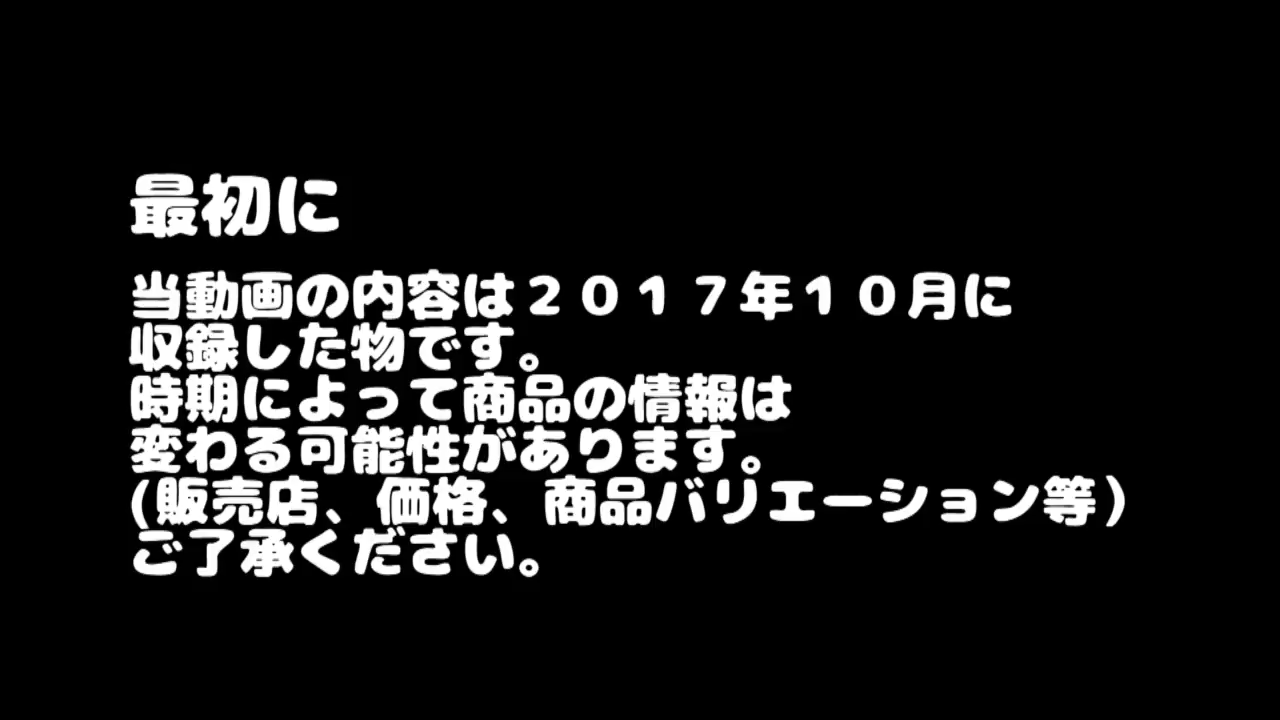 最初に
当動画の内容は２０１７年１０月に
収録した物です。
時期によって商品の情報は
変わる可能性があります。
(販売店、価格、商品バリエーション等）
ご了承ください。